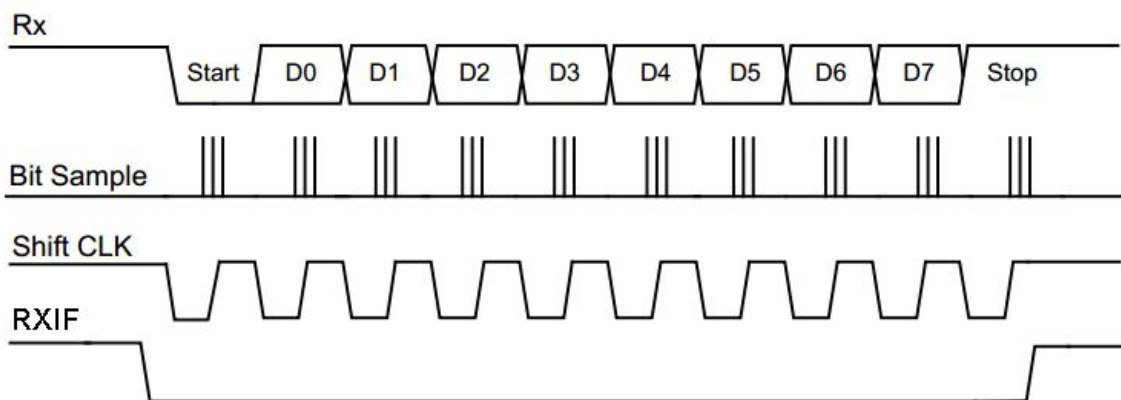 Rx
Start D0 D1 D2 D3 D4 D5 D6 D7 Stop
Bit Sample
Shift CLK
RXIF